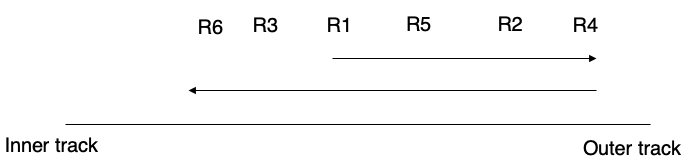 R6 R3 R1 R5 R2 R4
Inner track Outer track